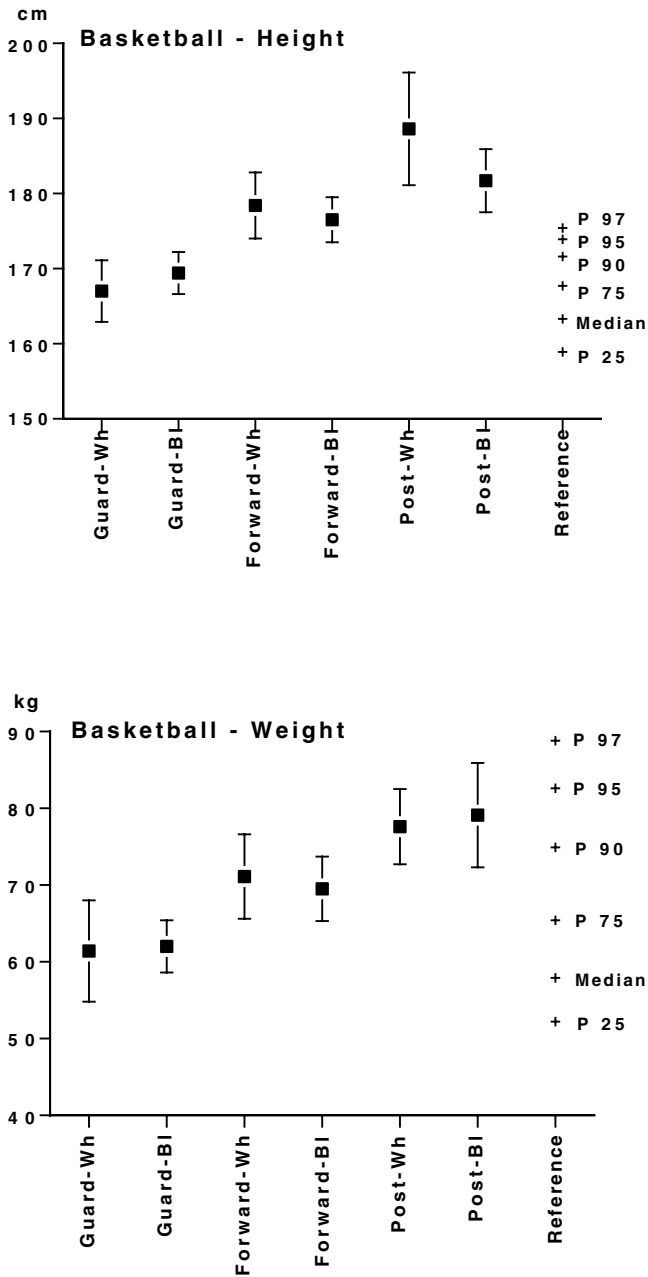 cm
Basketball - Height
200
190
180
170
160
150
P 97
P 95
P 90
P 75
Median
P 25
Guard-Wh
Guard-Bl
Forward-Wh
Forward-Bl
Post-Wh
Post-Bl
Reference
kg
Basketball - Weight
90
80
70
60
50
40
P 97
P 95
P 90
P 75
Median
P 25
Guard-Wh
Guard-Bl
Forward-Wh
Forward-Bl
Post-Wh
Post-Bl
Reference